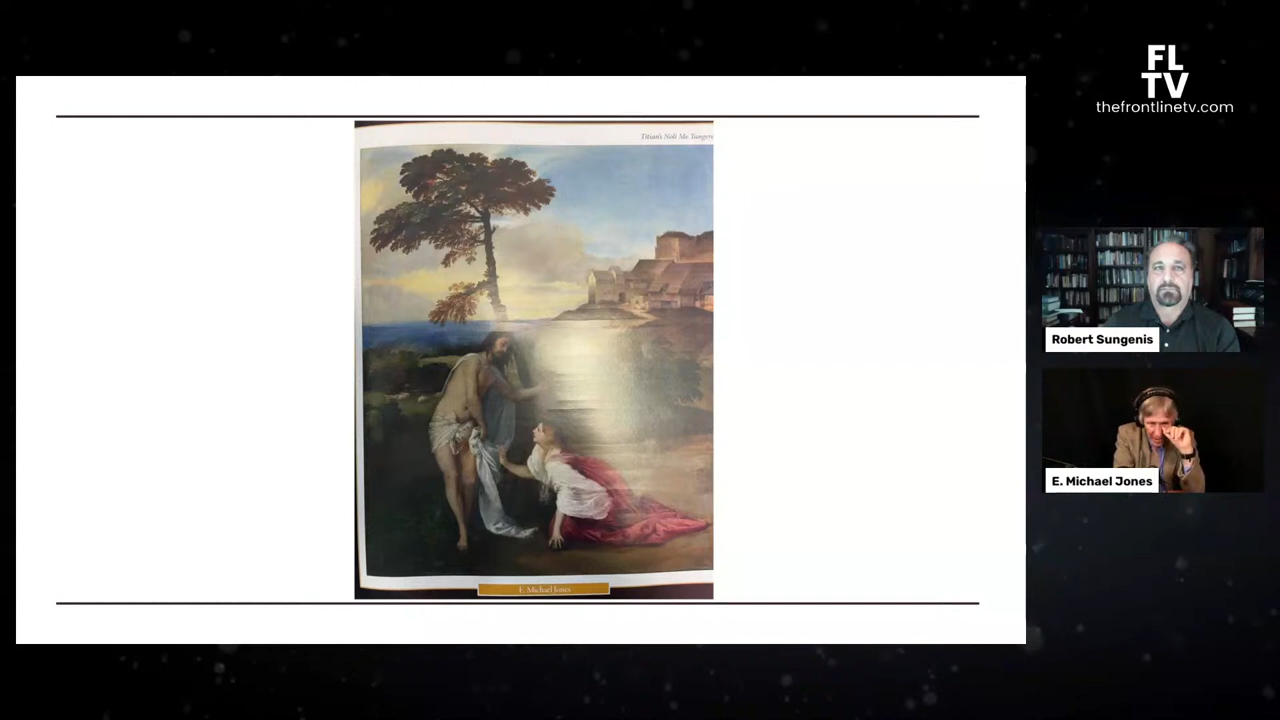 FL
TV
thefrontlinetv.com
Titian's Noli Me Tangere
E. Michael Jones
Robert Sungenis
E. Michael Jones